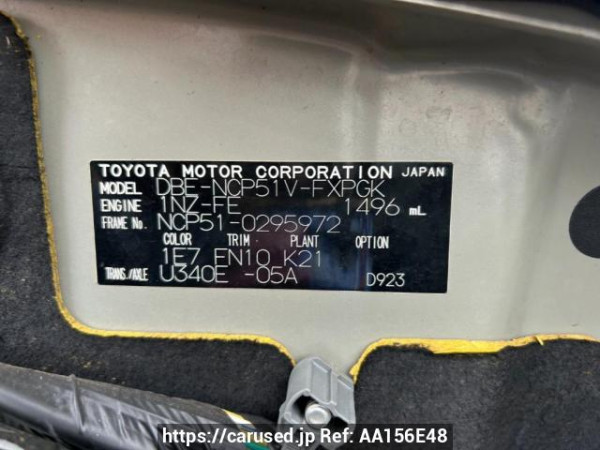 TOYOTA MOTOR CORPORATION JAPAN
MODEL DBE-NCP51V-FXPGK
ENGINE 1NZ-FE 1496 mL
FRAME No. NCP51-0295972
COLOR TRIM PLANT OPTION
1E7 EN10 K21
TRANS./AXLE U340E -05A D923
https://carused.jp Ref: AA156E48